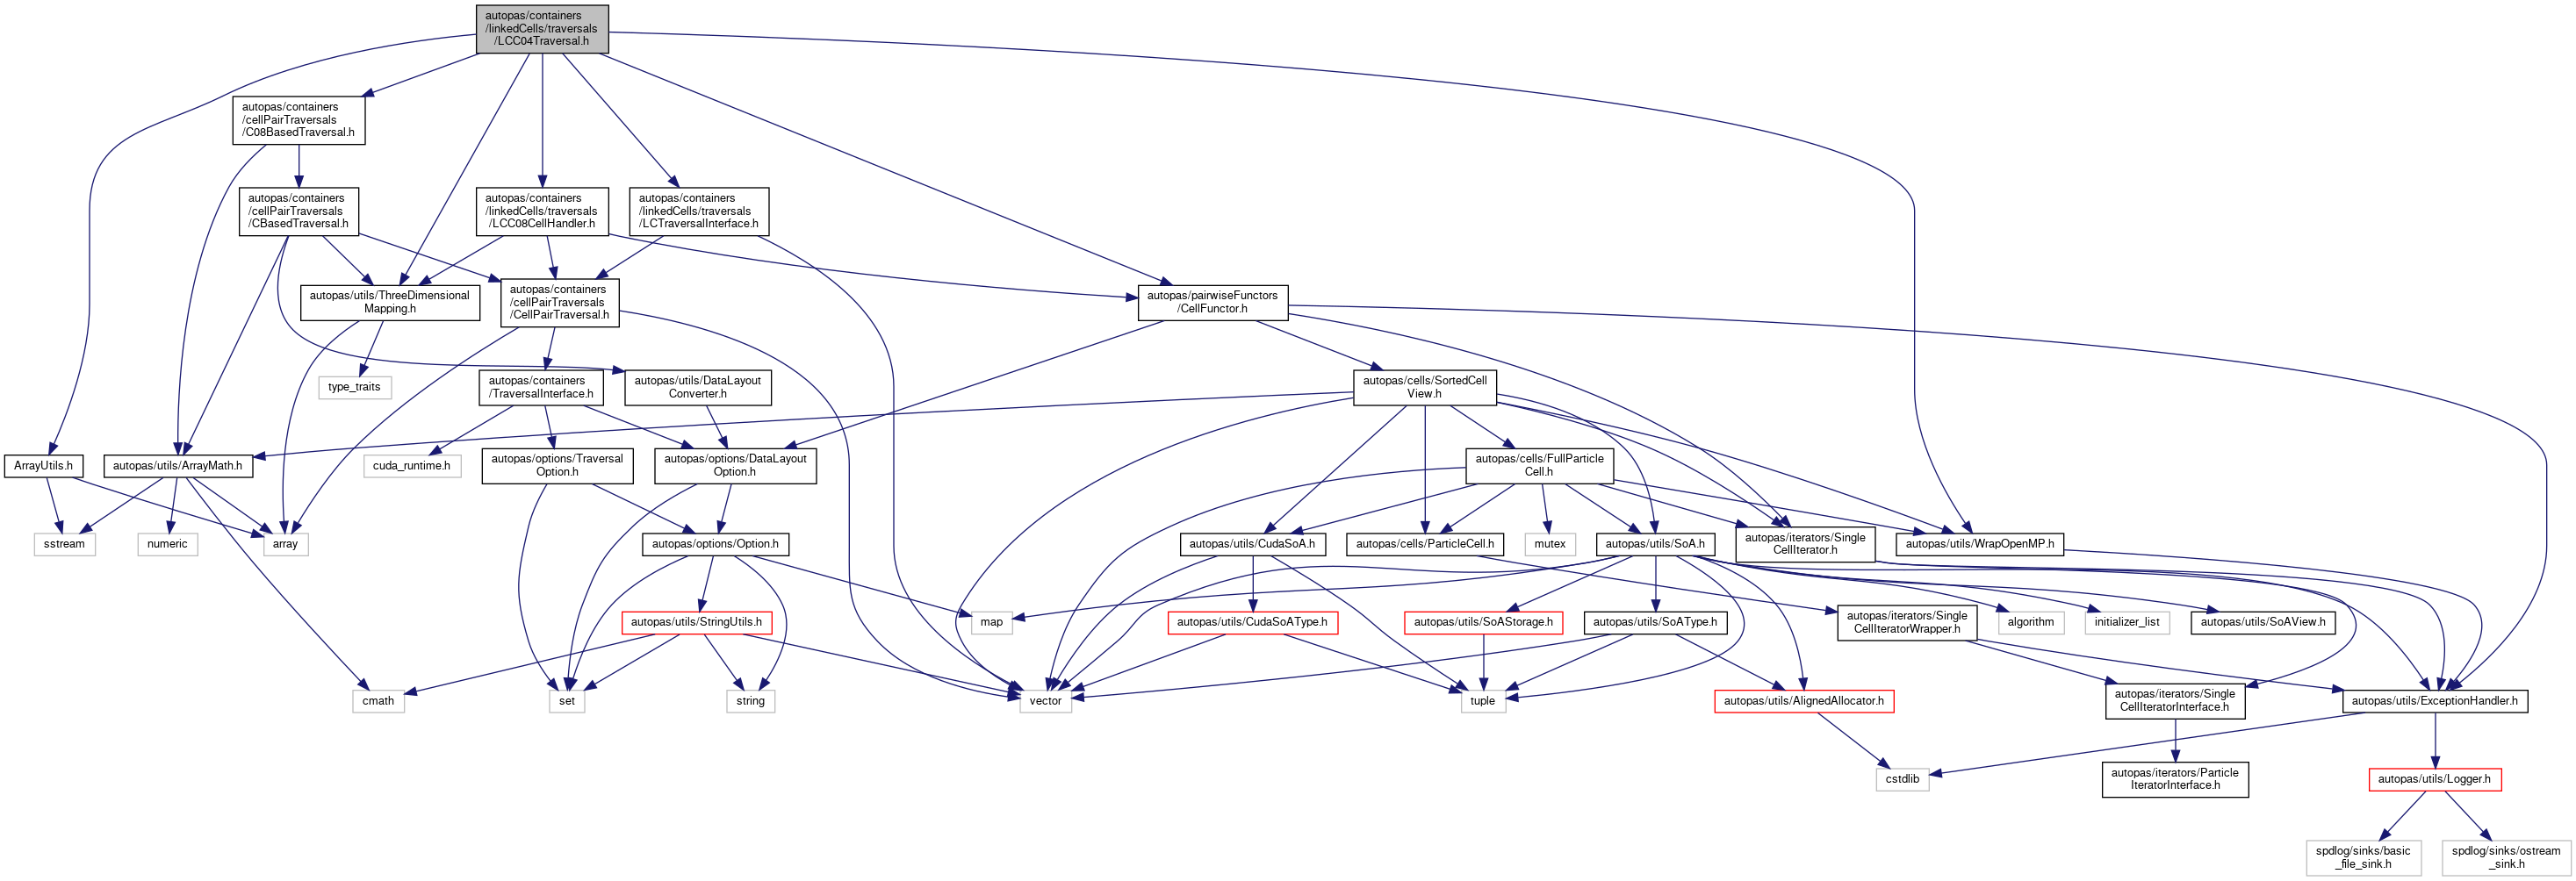 autopas/containers
/linkedCells/traversals
/LCC04Traversal.h
autopas/containers
/cellPairTraversals
/C08BasedTraversal.h
autopas/containers
/cellPairTraversals
/CBasedTraversal.h
autopas/containers
/linkedCells/traversals
/LCC08CellHandler.h
autopas/containers
/linkedCells/traversals
/LCTraversalInterface.h
autopas/utils/ThreeDimensional
Mapping.h
autopas/containers
/cellPairTraversals
/CellPairTraversal.h
autopas/pairwiseFunctors
/CellFunctor.h
type_traits
autopas/containers
/TraversalInterface.h
autopas/utils/DataLayout
Converter.h
autopas/cells/SortedCell
View.h
ArrayUtils.h
autopas/utils/ArrayMath.h
cuda_runtime.h
autopas/options/Traversal
Option.h
autopas/options/DataLayout
Option.h
autopas/cells/FullParticle
Cell.h
sstream
numeric
array
autopas/options/Option.h
autopas/utils/CudaSoA.h
autopas/cells/ParticleCell.h
mutex
autopas/utils/SoA.h
autopas/iterators/Single
CellIterator.h
autopas/utils/WrapOpenMP.h
autopas/utils/StringUtils.h
map
autopas/utils/CudaSoAType.h
autopas/utils/SoAStorage.h
autopas/utils/SoAType.h
autopas/iterators/Single
CellIteratorWrapper.h
algorithm
initializer_list
autopas/utils/SoAView.h
cmath
set
string
vector
tuple
autopas/utils/AlignedAllocator.h
autopas/iterators/Single
CellIteratorInterface.h
autopas/utils/ExceptionHandler.h
cstdlib
autopas/iterators/Particle
IteratorInterface.h
autopas/utils/Logger.h
spdlog/sinks/basic
_file_sink.h
spdlog/sinks/ostream
_sink.h